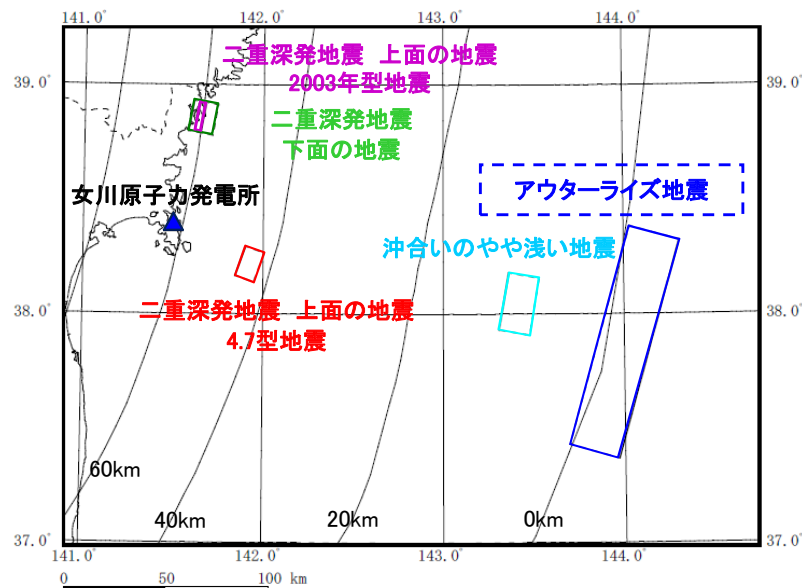 141.0° 142.0° 143.0° 144.0°
二重深発地震 上面の地震
39.0° 39.0°
2003年型地震
二重深発地震
下面の地震
アウターライズ地震
女川原子力発電所
沖合いのやや浅い地震
38.0° 38.0°
二重深発地震 上面の地震
4.7型地震
60km
40km 20km 0km
37.0° 37.0°
141.0° 142.0° 143.0° 144.0°
0 50 100 km